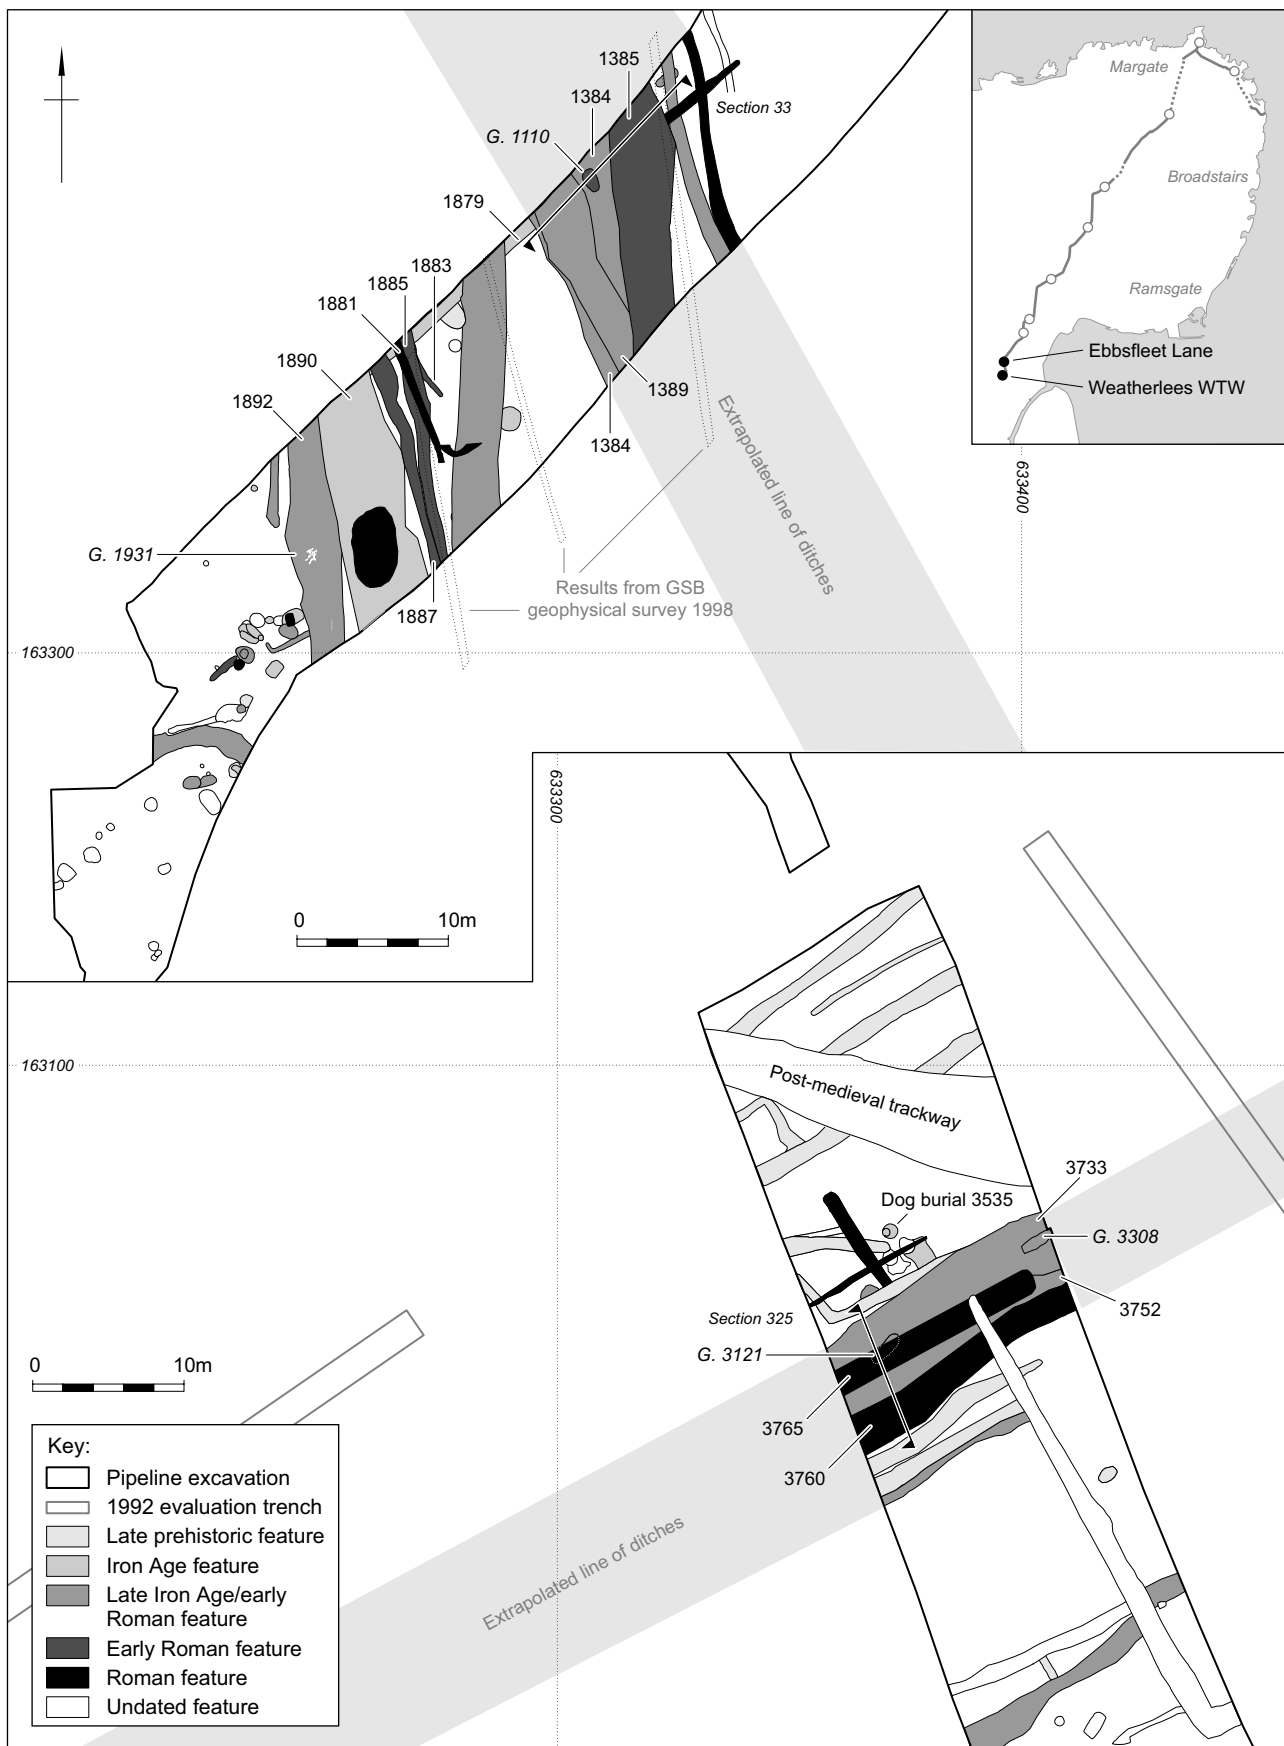 1385
1384
Section 33
G. 1110
1879
1883
1885
1881
1890
1892
1389
1384
G. 1931
1887
Results from GSB
geophysical survey 1998
Extrapolated line of ditches
Margate
Broadstairs
Ramsgate
Ebbsfleet Lane
Weatherlees WTW
633400
163300
0 10m
633300
163100
Post-medieval trackway
Dog burial 3535
3733
G. 3308
3752
Section 325
G. 3121
3765
3760
Extrapolated line of ditches
0 10m
Key:
Pipeline excavation
1992 evaluation trench
Late prehistoric feature
Iron Age feature
Late Iron Age/early
Roman feature
Early Roman feature
Roman feature
Undated feature